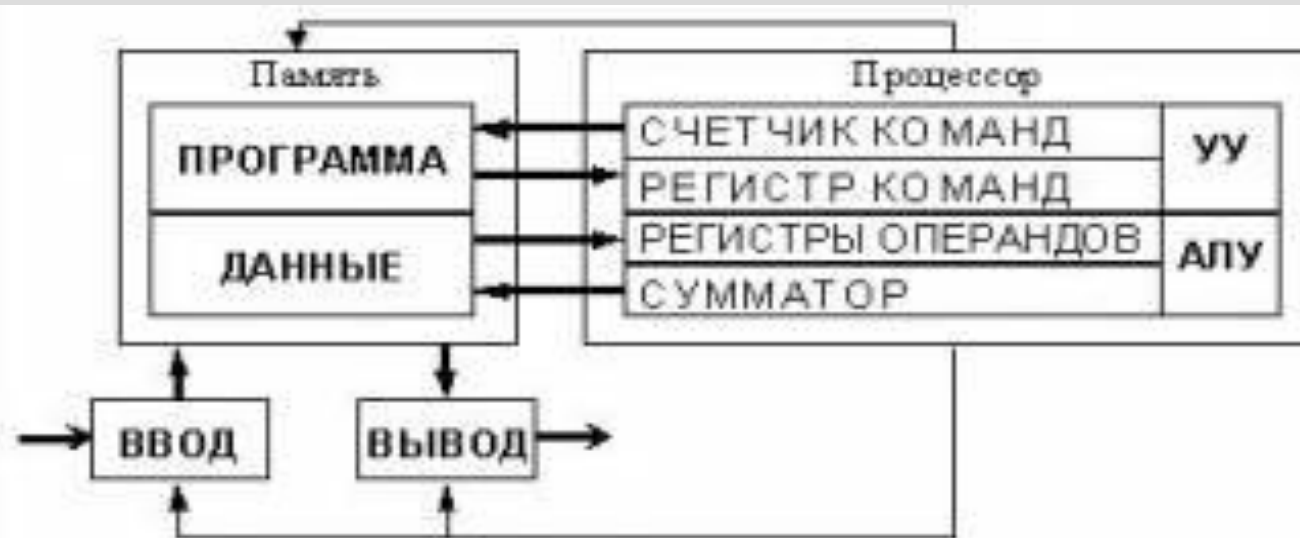 Память
Процессор
ПРОГРАММА
ДАННЫЕ
СЧЕТЧИК КОМАНД
РЕГИСТР КОМАНД
УУ
РЕГИСТРЫ ОПЕРАНДОВ
СУММАТОР
АЛУ
ВВОД
ВЫВОД